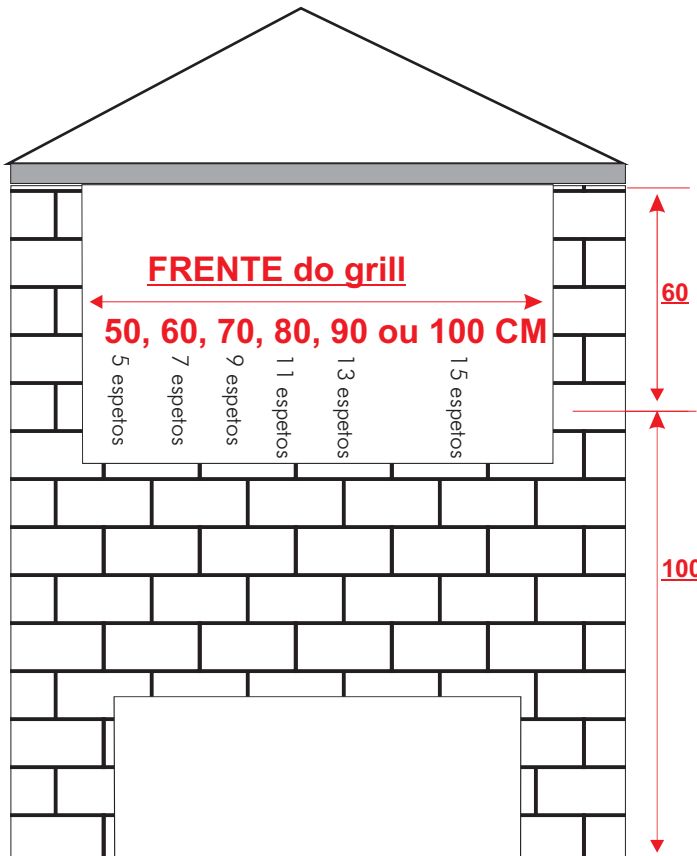 FRENTE do grill
50, 60, 70, 80, 90 ou 100 CM
5 espetos
7 espetos
9 espetos
11 espetos
13 espetos
15 espetos
60
100